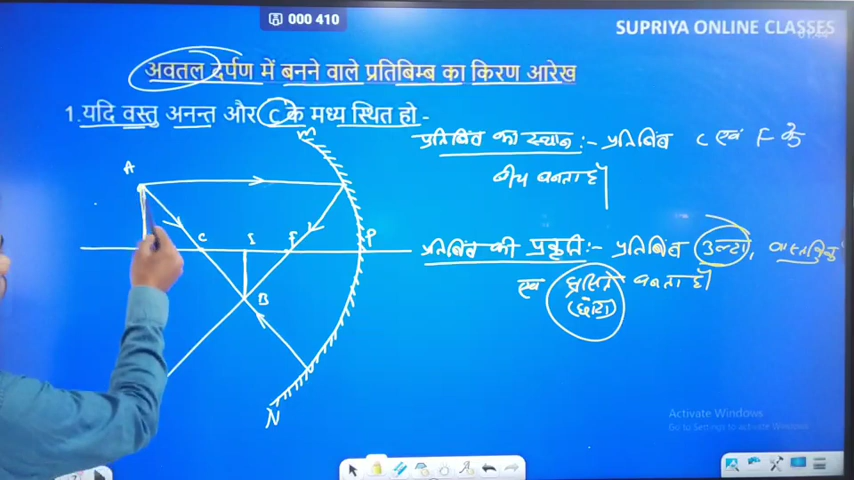 000 410
SUPRIYA ONLINE CLASSES
अवतल दर्पण में बनने वाले प्रतिबिम्ब का किरण आरेख
1.यदि वस्तु अनन्त और C के मध्य स्थित हो -
प्रतिबिंब का स्थान :- प्रतिबिंब C एवं F के
बीच बनता है
प्रतिबिंब की प्रकृति :- प्रतिबिंब उल्टा, वास्तविक
एवं ह्रासित बनता है
(छोटा)
M
A
C
F
P
B
N
Activate Windows
Go to Settings to activate Windows.